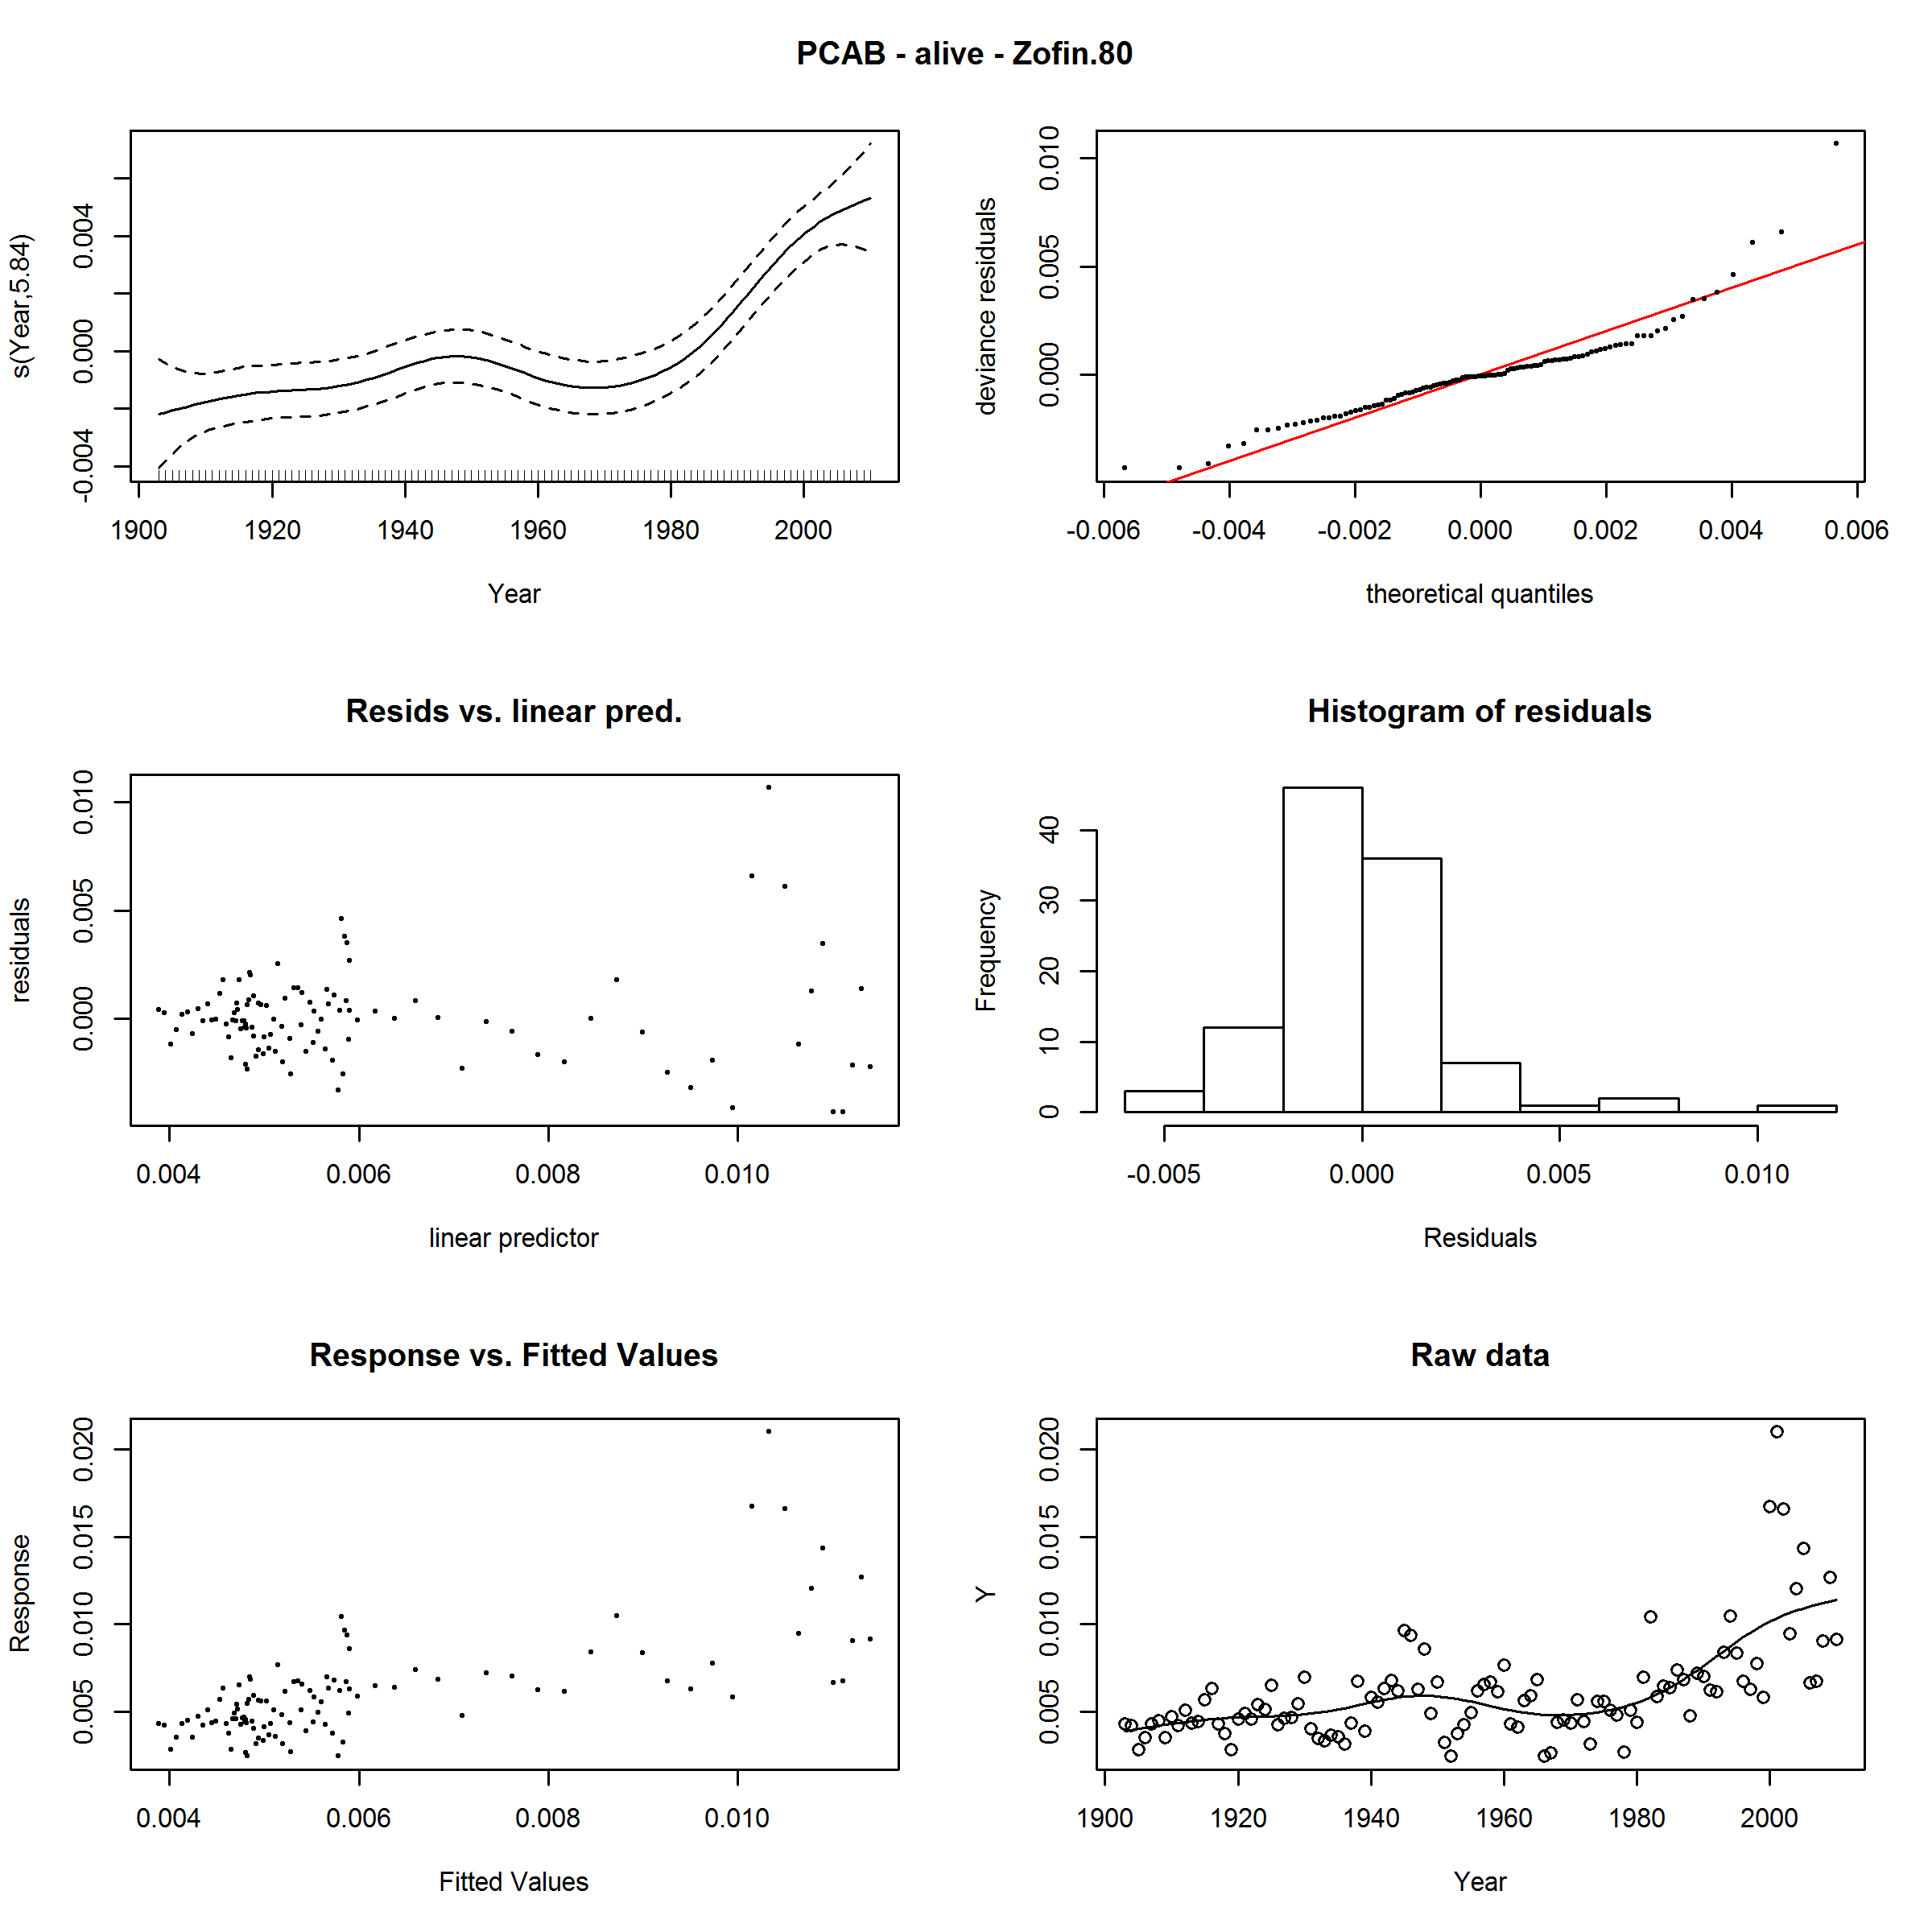 PCAB - alive - Zofin.80
s(Year,5.84)
-0.004 0.000 0.004
1900 1920 1940 1960 1980 2000
Year
deviance residuals
0.000 0.005 0.010
-0.006 -0.004 -0.002 0.000 0.002 0.004 0.006
theoretical quantiles
Resids vs. linear pred.
residuals
0.000 0.005 0.010
0.004 0.006 0.008 0.010
linear predictor
Histogram of residuals
Frequency
0 10 20 30 40
-0.005 0.000 0.005 0.010
Residuals
Response vs. Fitted Values
Response
0.005 0.010 0.015 0.020
0.004 0.006 0.008 0.010
Fitted Values
Raw data
Y
0.005 0.010 0.015 0.020
1900 1920 1940 1960 1980 2000
Year